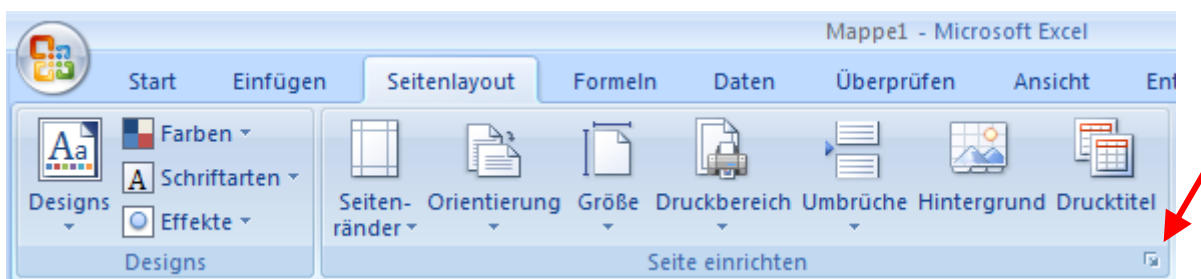 Mappe1 - Microsoft Excel
Start Einfügen Seitenlayout Formeln Daten Überprüfen Ansicht Ent
Aa Farben
A Schriftarten
Designs Effekte
Seiten- Orientierung Größe Druckbereich Umbrüche Hintergrund Drucktitel
ränder
Designs Seite einrichten